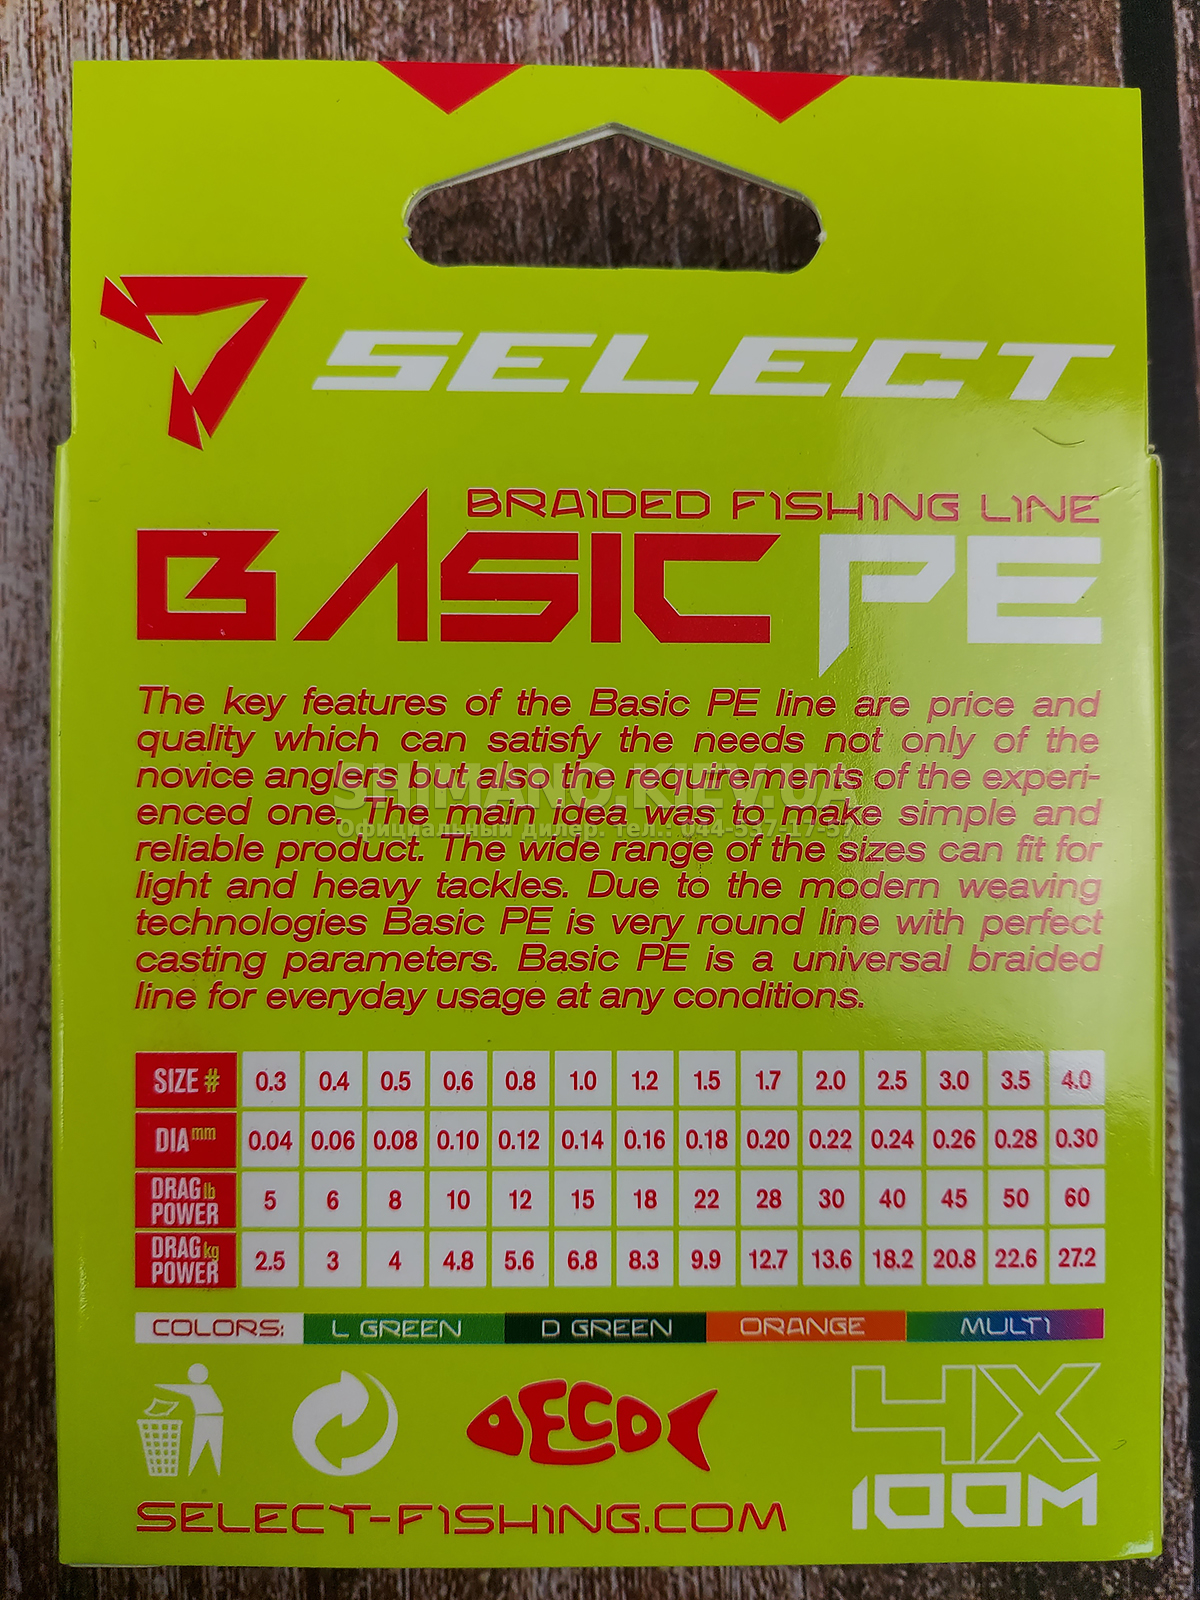 SELECT
BRAIDED FISHING LINE
BASIC PE
The key features of the Basic PE line are price and
quality which can satisfy the needs not only of the
novice anglers but also the requirements of the experi-
SHIMANO.KIEV.UA
enced one. The main idea was to make simple and
Официальный дилер. тел.: 044-537-17-57
reliable product. The wide range of the sizes can fit for
light and heavy tackles. Due to the modern weaving
technologies Basic PE is very round line with perfect
casting parameters. Basic PE is a universal braided
line for everyday usage at any conditions.
SIZE # 0.3 0.4 0.5 0.6 0.8 1.0 1.2 1.5 1.7 2.0 2.5 3.0 3.5 4.0
DIA mm 0.04 0.06 0.08 0.10 0.12 0.14 0.16 0.18 0.20 0.22 0.24 0.26 0.28 0.30
DRAG lb POWER 5 6 8 10 12 15 18 22 28 30 40 45 50 60
DRAG kg POWER 2.5 3 4 4.8 5.6 6.8 8.3 9.9 12.7 13.6 18.2 20.8 22.6 27.2
COLORS: L GREEN D GREEN ORANGE MULTI
ECO 4X
100M
SELECT-FISHING.COM